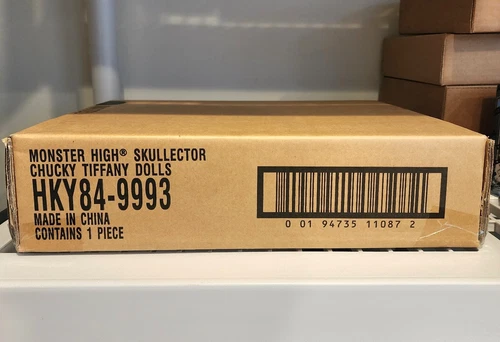 MONSTER HIGH® SKULLECTOR
CHUCKY TIFFANY DOLLS
HKY84-9993
MADE IN CHINA
CONTAINS 1 PIECE
0 01 94735 11087 2